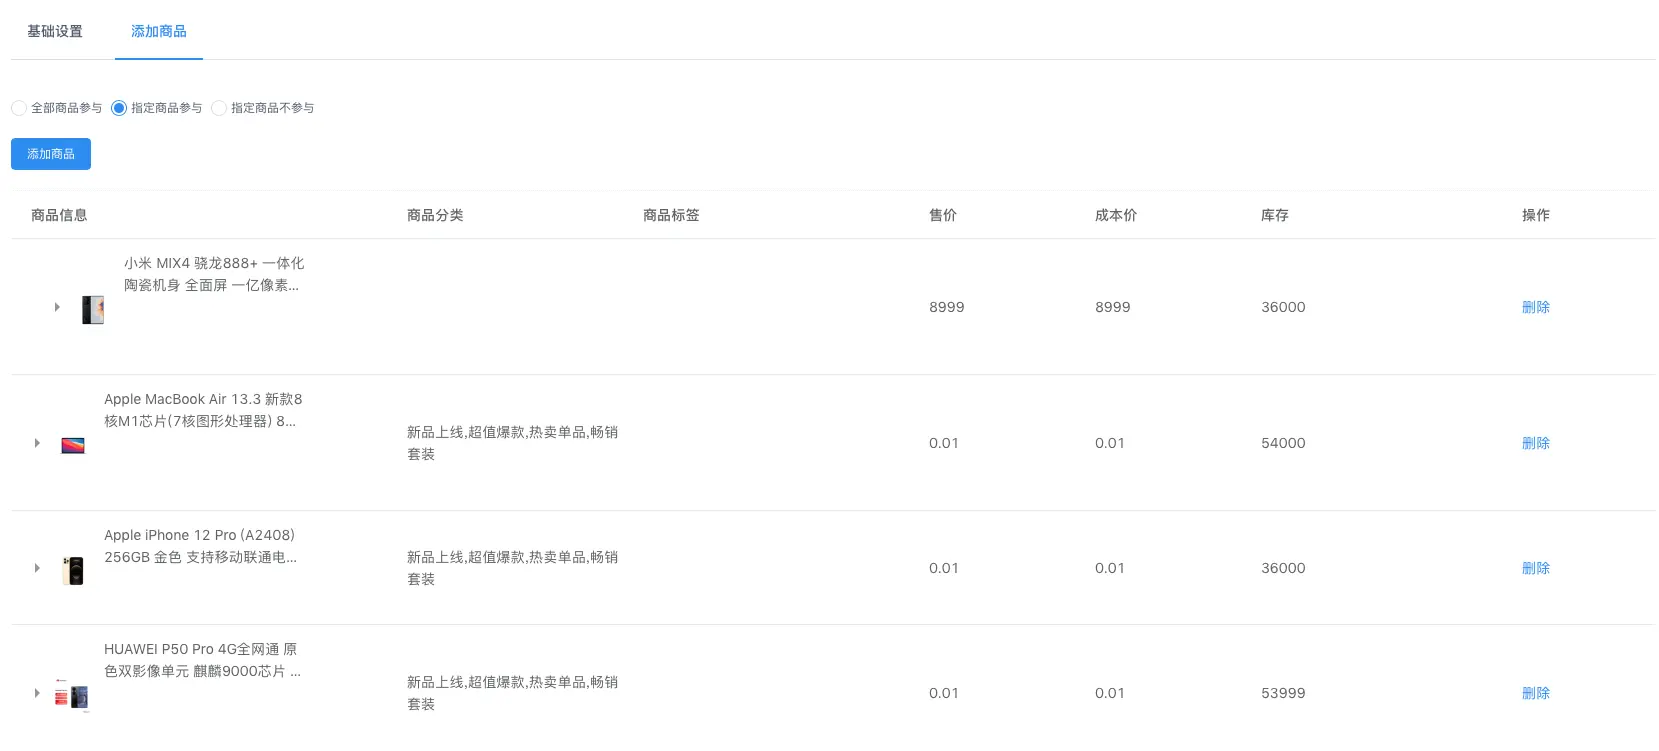 基础设置 添加商品
全部商品参与 指定商品参与 指定商品不参与
添加商品
商品信息 商品分类 商品标签 售价 成本价 库存 操作
小米 MIX4 骁龙888+ 一体化
陶瓷机身 全面屏 一亿像素...
8999 8999 36000 删除
Apple MacBook Air 13.3 新款8
核M1芯片(7核图形处理器) 8...
新品上线,超值爆款,热卖单品,畅销
套装
0.01 0.01 54000 删除
Apple iPhone 12 Pro (A2408)
256GB 金色 支持移动联通电...
新品上线,超值爆款,热卖单品,畅销
套装
0.01 0.01 36000 删除
HUAWEI P50 Pro 4G全网通 原
色双影像单元 麒麟9000芯片 ...
新品上线,超值爆款,热卖单品,畅销
套装
0.01 0.01 53999 删除